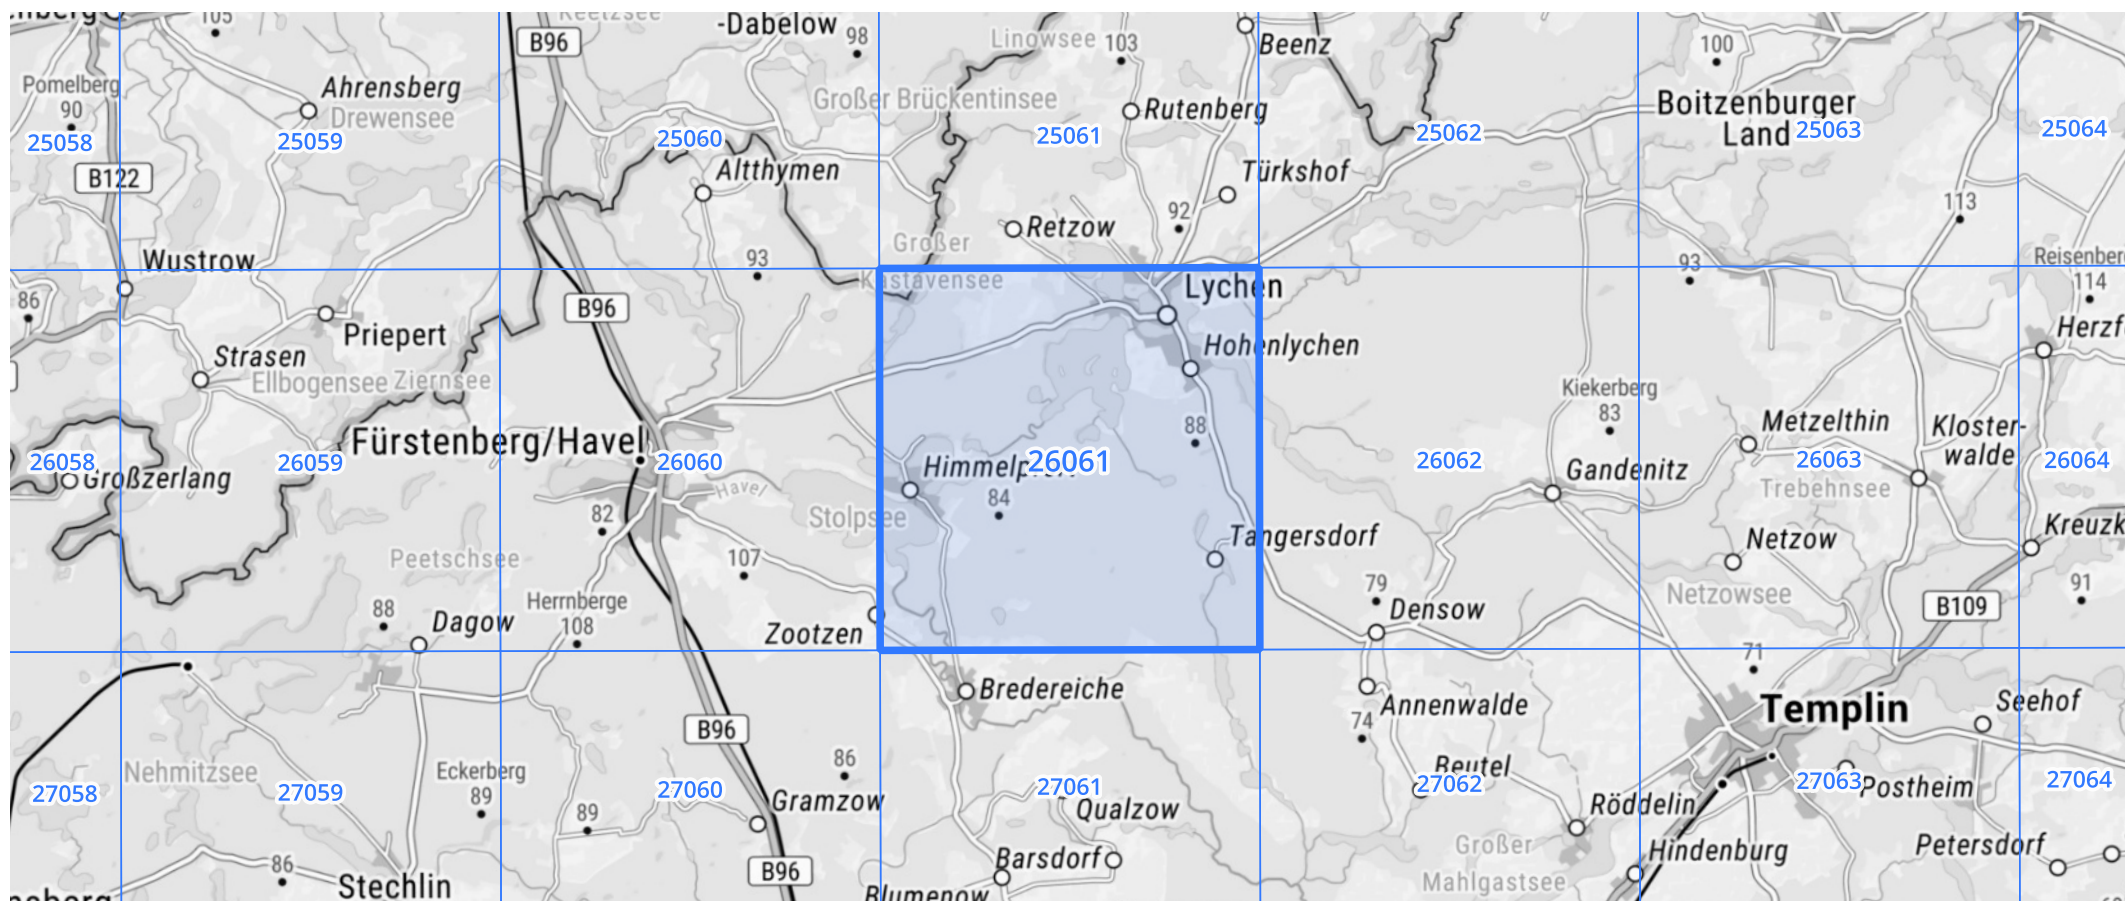 105
Keetzsee
-Dabelow
98
Linowsee
103
Beenz
100
B96
Pomelberg
90
Ahrensberg
Drewensee
Großer Brückentinsee
Rutenberg
Boitzenburger
Land
25058
25059
25060
25061
25062
25063
25064
B122
Altthymen
Türkshof
113
92
Retzow
Großer
Kastavensee
Wustrow
93
93
Reisenberg
114
86
B96
Lychen
Priepert
Hohenlychen
Strasen
Ellbogensee
Ziernsee
Kiekerberg
83
Herzf
Fürstenberg/Havel
88
Metzelthin
Kloster-
walde
26058
26059
26060
26061
26062
26063
26064
Großzerlang
Himmelpfort
Gandenitz
Trebehnsee
Havel
84
82
Stolpsee
Tangersdorf
Netzow
Kreuzk
Peetschsee
107
79
Netzowsee
91
Herrnberge
108
88
Dagow
Densow
B109
Zootzen
71
Bredereiche
Annenwalde
74
Templin
Seehof
B96
Nehmitzsee
Eckerberg
89
86
Beutel
27058
27059
27060
27061
27062
27063
27064
Gramzow
Qualzow
Röddelin
Postheim
89
86
B96
Barsdorf
Großer
Mahlgastsee
Hindenburg
Petersdorf
Stechlin
Blumenow